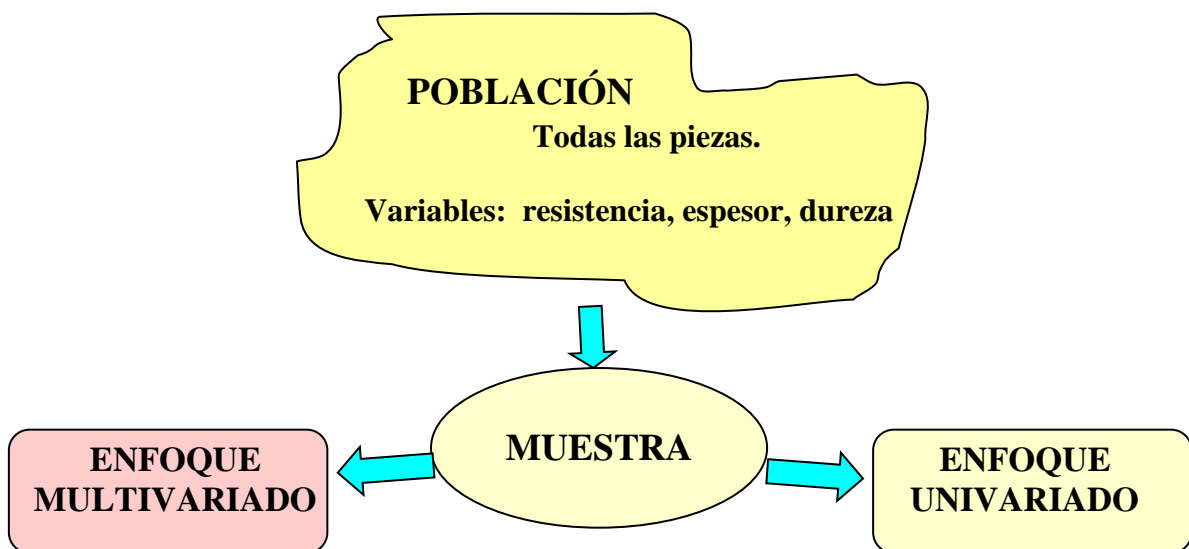 POBLACIÓN
Todas las piezas.
Variables: resistencia, espesor, dureza
MUESTRA
ENFOQUE
MULTIVARIADO
ENFOQUE
UNIVARIADO